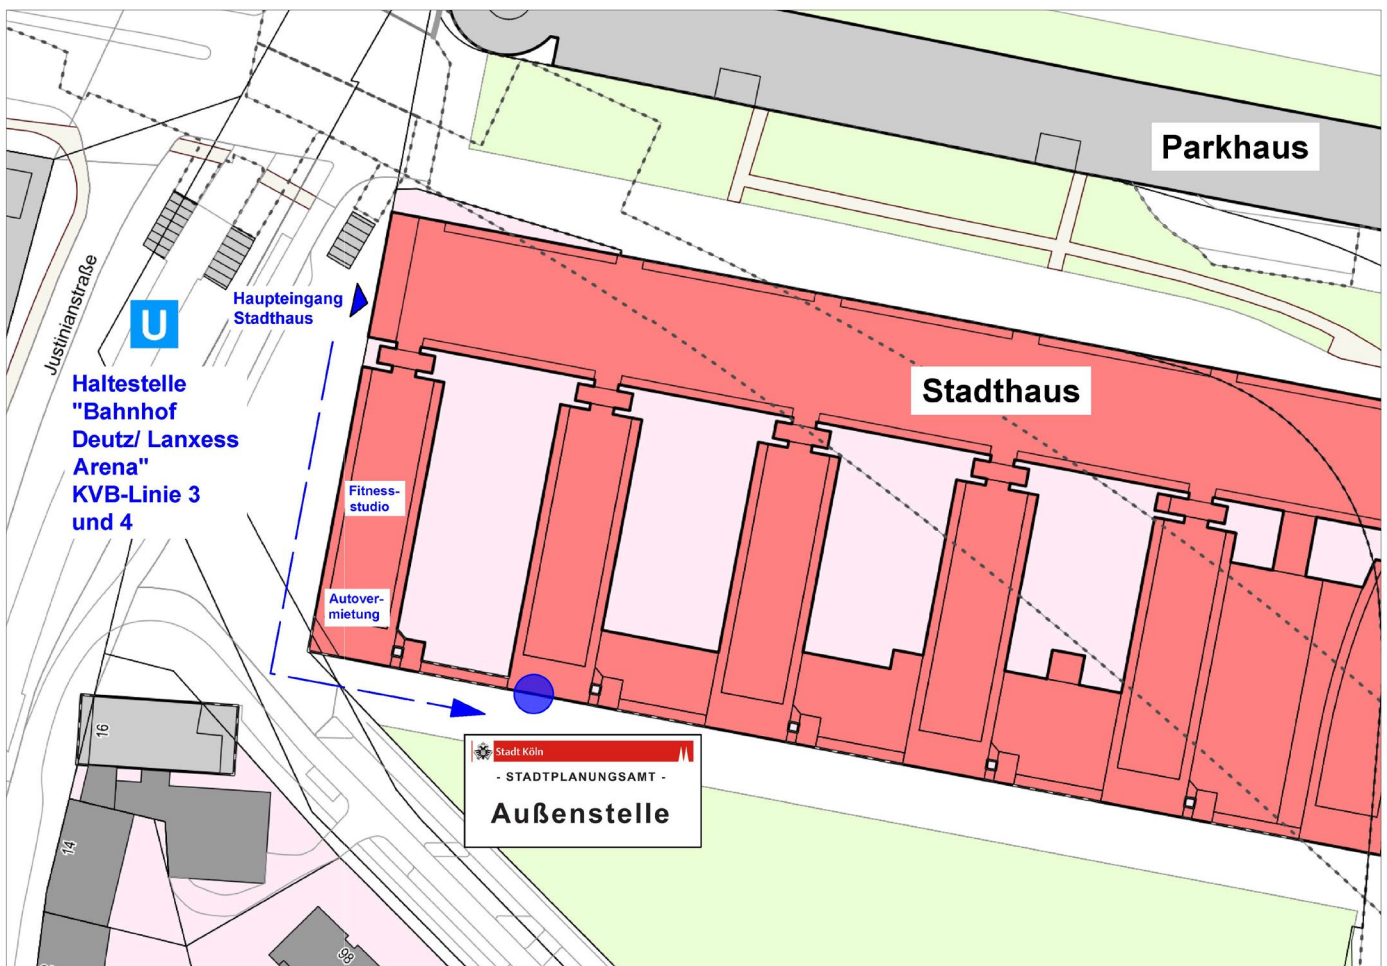 Parkhaus
Justinianstraße
U
Haupteingang
Stadthaus
Haltestelle
"Bahnhof
Deutz/ Lanxess
Arena"
KVB-Linie 3
und 4
Stadthaus
Fitness-
studio
Autover-
mietung
16
14
98
Stadt Köln
- STADTPLANUNGSAMT -
Außenstelle